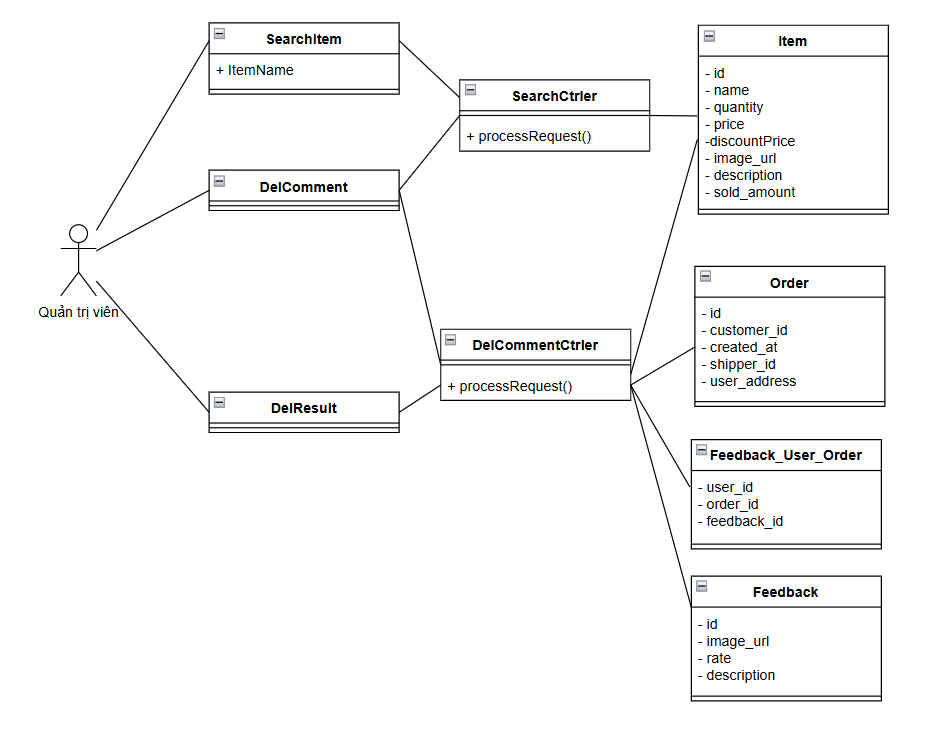 SearchItem
+ ItemName
DelComment
Quản trị viên
DelResult
SearchCtrler
+ processRequest()
DelCommentCtrler
+ processRequest()
Item
- id
- name
- quantity
- price
-discountPrice
- image_url
- description
- sold_amount
Order
- id
- customer_id
- created_at
- shipper_id
- user_address
Feedback_User_Order
- user_id
- order_id
- feedback_id
Feedback
- id
- image_url
- rate
- description